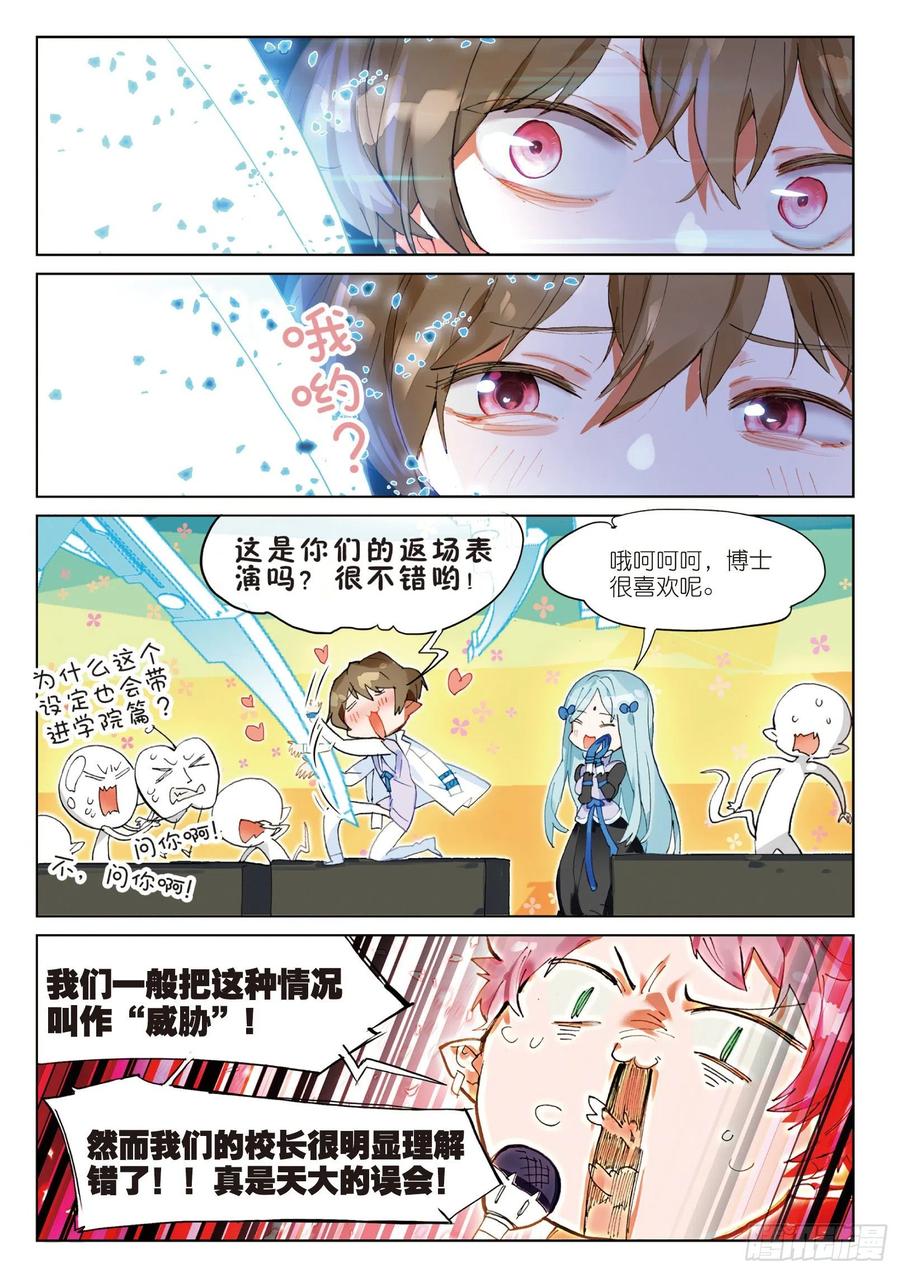 哦
哟？
这是你们的返场表
演吗？很不错哟！
哦呵呵呵，博士
很喜欢呢。
为什么这个
设定也会带
进学院篇？
问你啊！
不，问你啊！
我们一般把这种情况
叫作“威胁”！
然而我们的校长很明显理解
错了！！真是天大的误会！
腾讯动漫